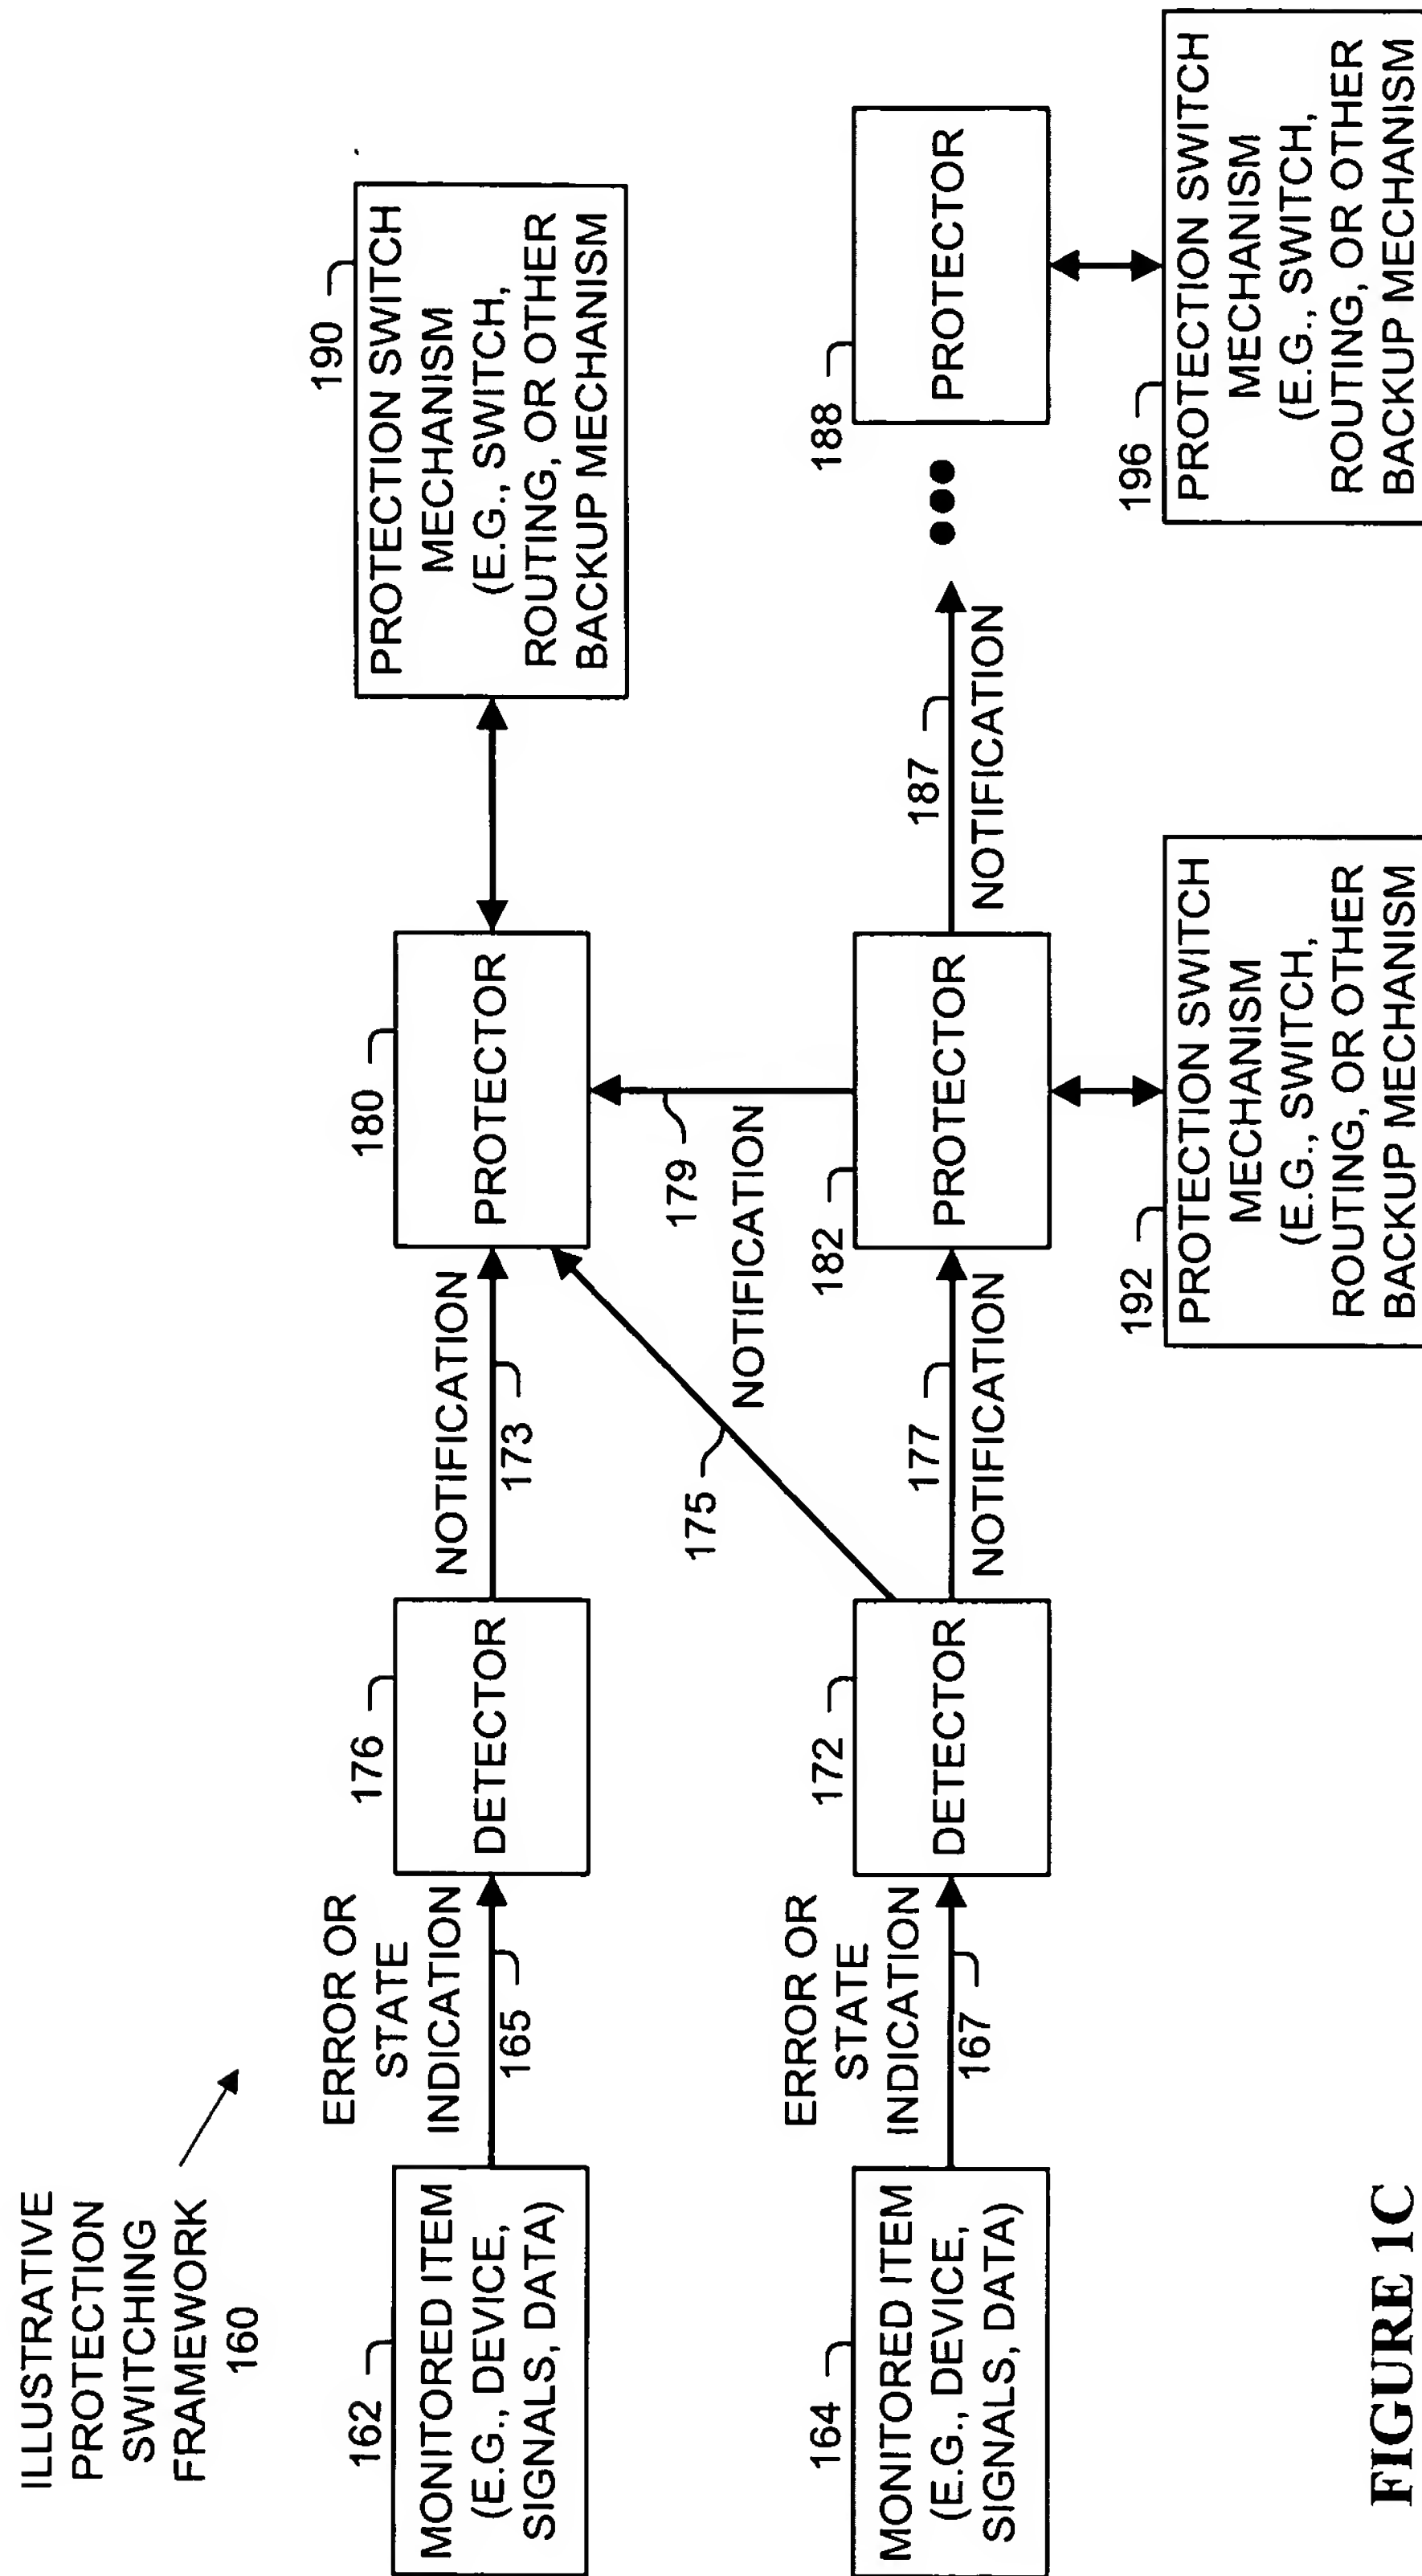 ILLUSTRATIVE
PROTECTION
SWITCHING
FRAMEWORK
160
162
MONITORED ITEM
(E.G., DEVICE,
SIGNALS, DATA)
ERROR OR
STATE
INDICATION
165
176
DETECTOR
NOTIFICATION
173
180
PROTECTOR
190
PROTECTION SWITCH
MECHANISM
(E.G., SWITCH,
ROUTING, OR OTHER
BACKUP MECHANISM
175
179
NOTIFICATION
164
MONITORED ITEM
(E.G., DEVICE,
SIGNALS, DATA)
ERROR OR
STATE
INDICATION
167
172
DETECTOR
177
NOTIFICATION
182
PROTECTOR
187
NOTIFICATION
188
PROTECTOR
192
PROTECTION SWITCH
MECHANISM
(E.G., SWITCH,
ROUTING, OR OTHER
BACKUP MECHANISM
196
PROTECTION SWITCH
MECHANISM
(E.G., SWITCH,
ROUTING, OR OTHER
BACKUP MECHANISM
FIGURE 1C